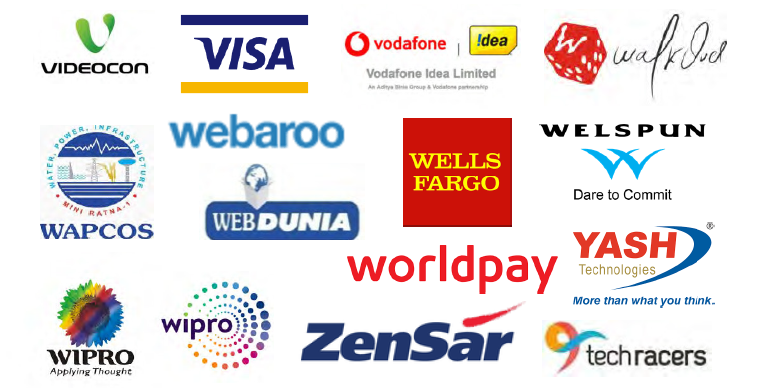 VIDEOCON
VISA
vodafone
!dea
Vodafone Idea Limited
An Aditya Birla Group & Vodafone partnership
WATER, POWER, INFRASTRUCTURE
MINI RATNA-1
WAPCOS
webaroo
WEBDUNIA
WELLS
FARGO
WELSPUN
Dare to Commit
worldpay
YASH®
Technologies
More than what you think.
WIPRO
Applying Thought
wipro
ZenSar
techracers